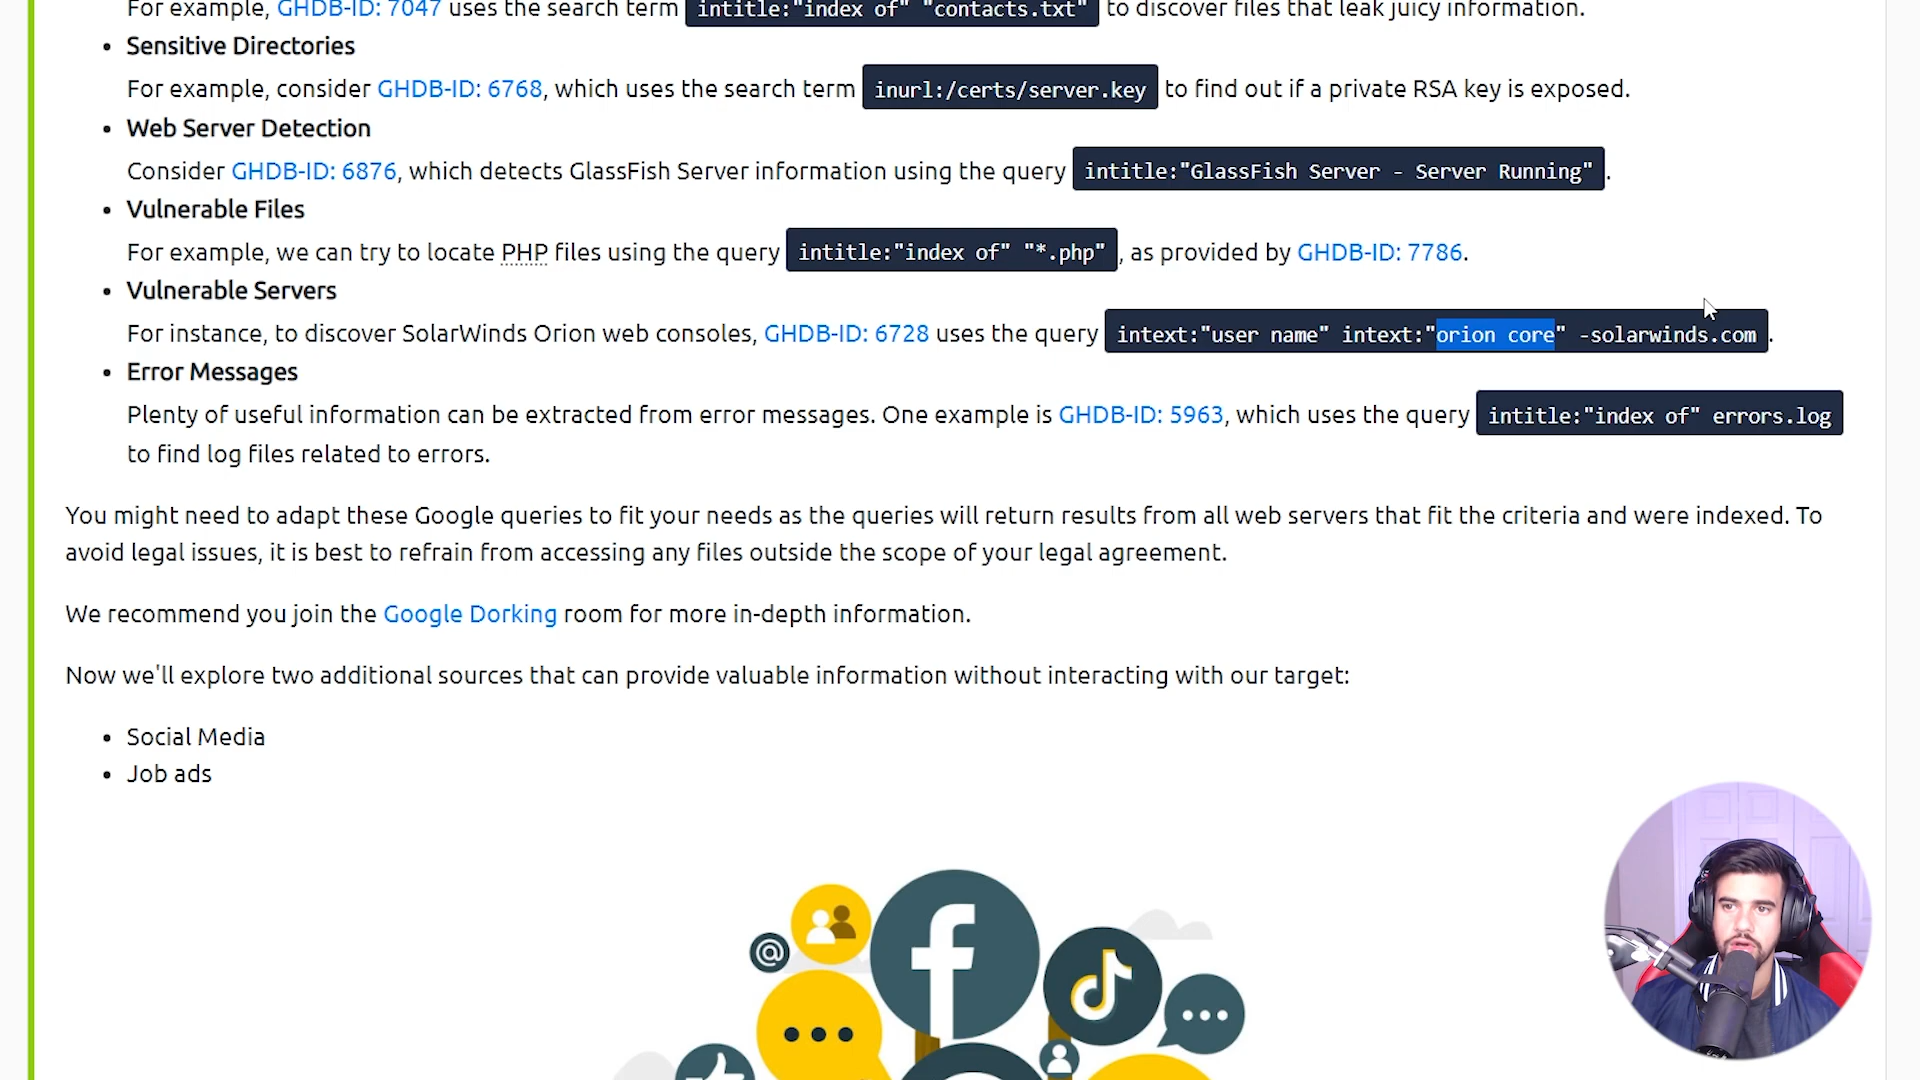 For example, GHDB-ID: 7047 uses the search term intitle:"index of" "contacts.txt" to discover files that leak juicy information.
• Sensitive Directories
For example, consider GHDB-ID: 6768, which uses the search term inurl:/certs/server.key to find out if a private RSA key is exposed.
• Web Server Detection
Consider GHDB-ID: 6876, which detects GlassFish Server information using the query intitle:"GlassFish Server - Server Running".
• Vulnerable Files
For example, we can try to locate PHP files using the query intitle:"index of" "*.php", as provided by GHDB-ID: 7786.
• Vulnerable Servers
For instance, to discover SolarWinds Orion web consoles, GHDB-ID: 6728 uses the query intext:"user name" intext:"orion core" -solarwinds.com.
• Error Messages
Plenty of useful information can be extracted from error messages. One example is GHDB-ID: 5963, which uses the query intitle:"index of" errors.log
to find log files related to errors.
You might need to adapt these Google queries to fit your needs as the queries will return results from all web servers that fit the criteria and were indexed. To
avoid legal issues, it is best to refrain from accessing any files outside the scope of your legal agreement.
We recommend you join the Google Dorking room for more in-depth information.
Now we'll explore two additional sources that can provide valuable information without interacting with our target:
• Social Media
• Job ads